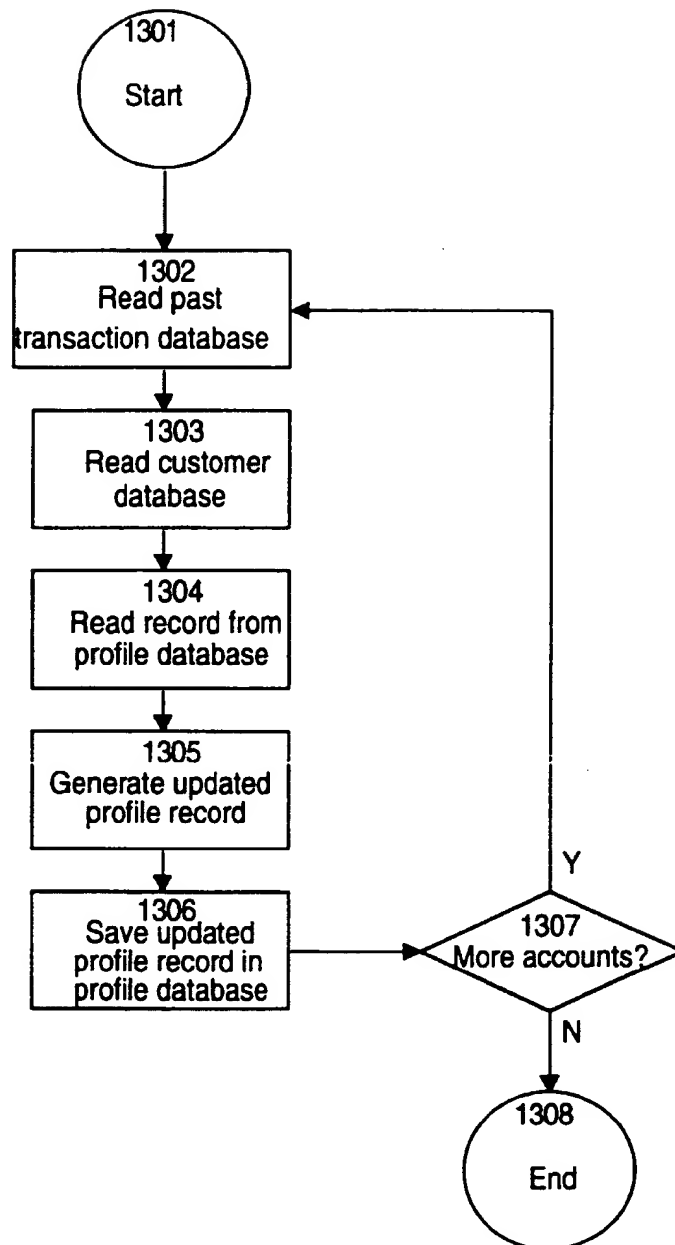 1301
Start
1302
Read past
transaction database
1303
Read customer
database
1304
Read record from
profile database
1305
Generate updated
profile record
1306
Save updated
profile record in
profile database
Y
1307
More accounts?
N
1308
End